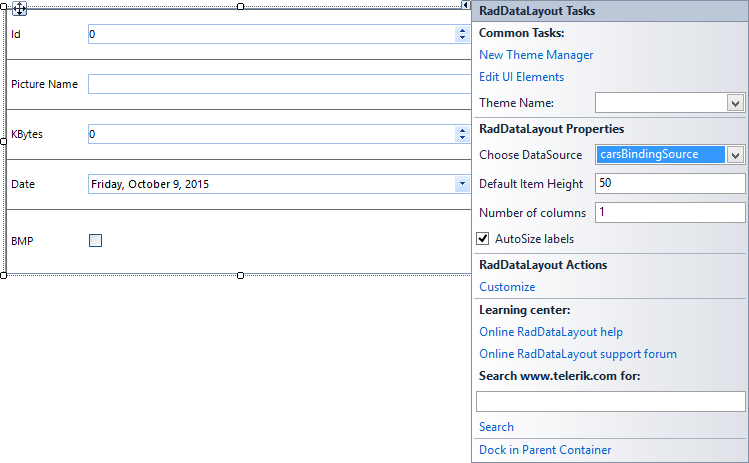 Id
0
Picture Name
KBytes
0
Date
Friday, October 9, 2015
BMP
RadDataLayout Tasks
Common Tasks:
New Theme Manager
Edit UI Elements
Theme Name:
RadDataLayout Properties
Choose DataSource
carsBindingSource
Default Item Height
50
Number of columns
1
AutoSize labels
RadDataLayout Actions
Customize
Learning center:
Online RadDataLayout help
Online RadDataLayout support forum
Search www.telerik.com for:
Search
Dock in Parent Container